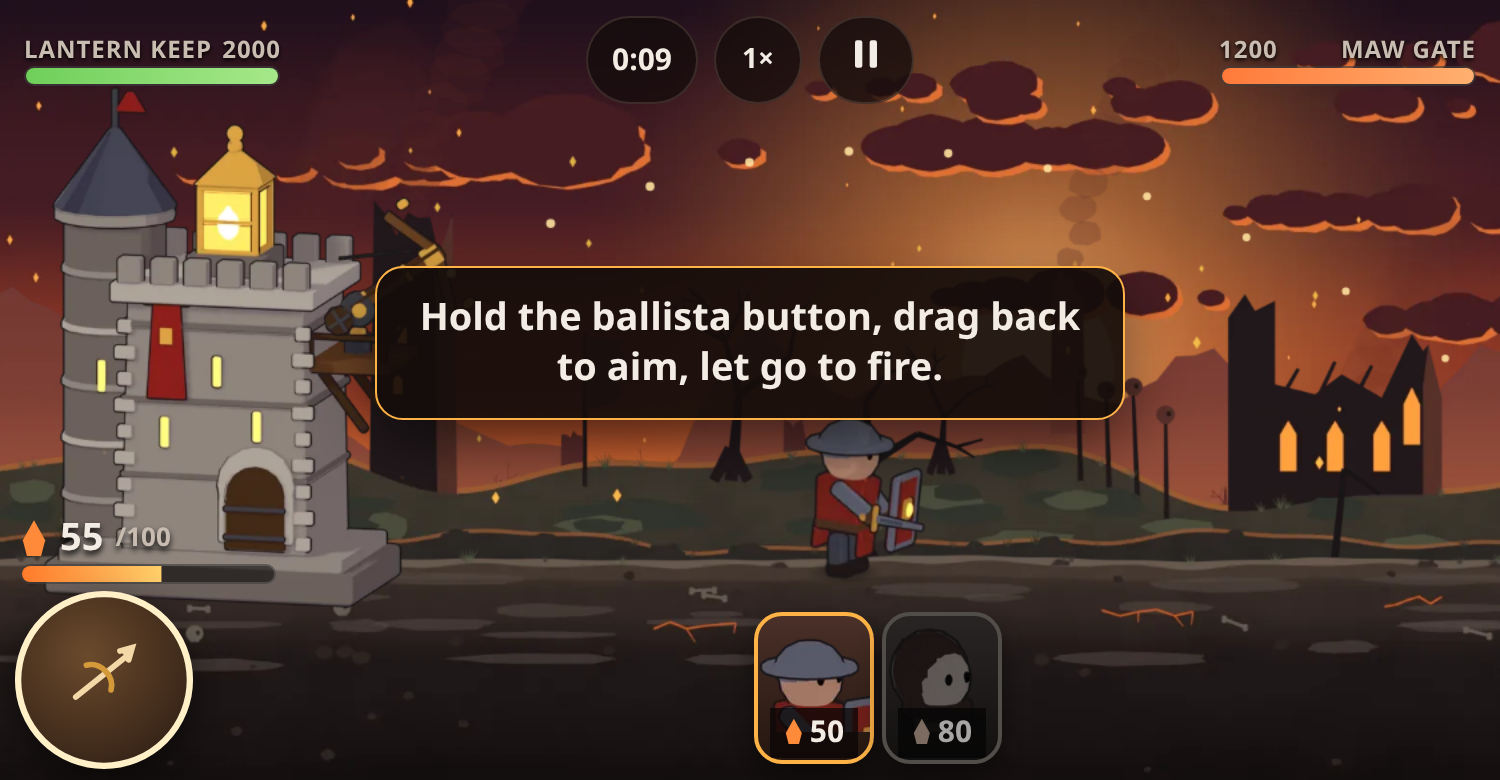 LANTERN KEEP 2000
0:09
1×
1200 MAW GATE
Hold the ballista button, drag back
to aim, let go to fire.
55 /100
50
80